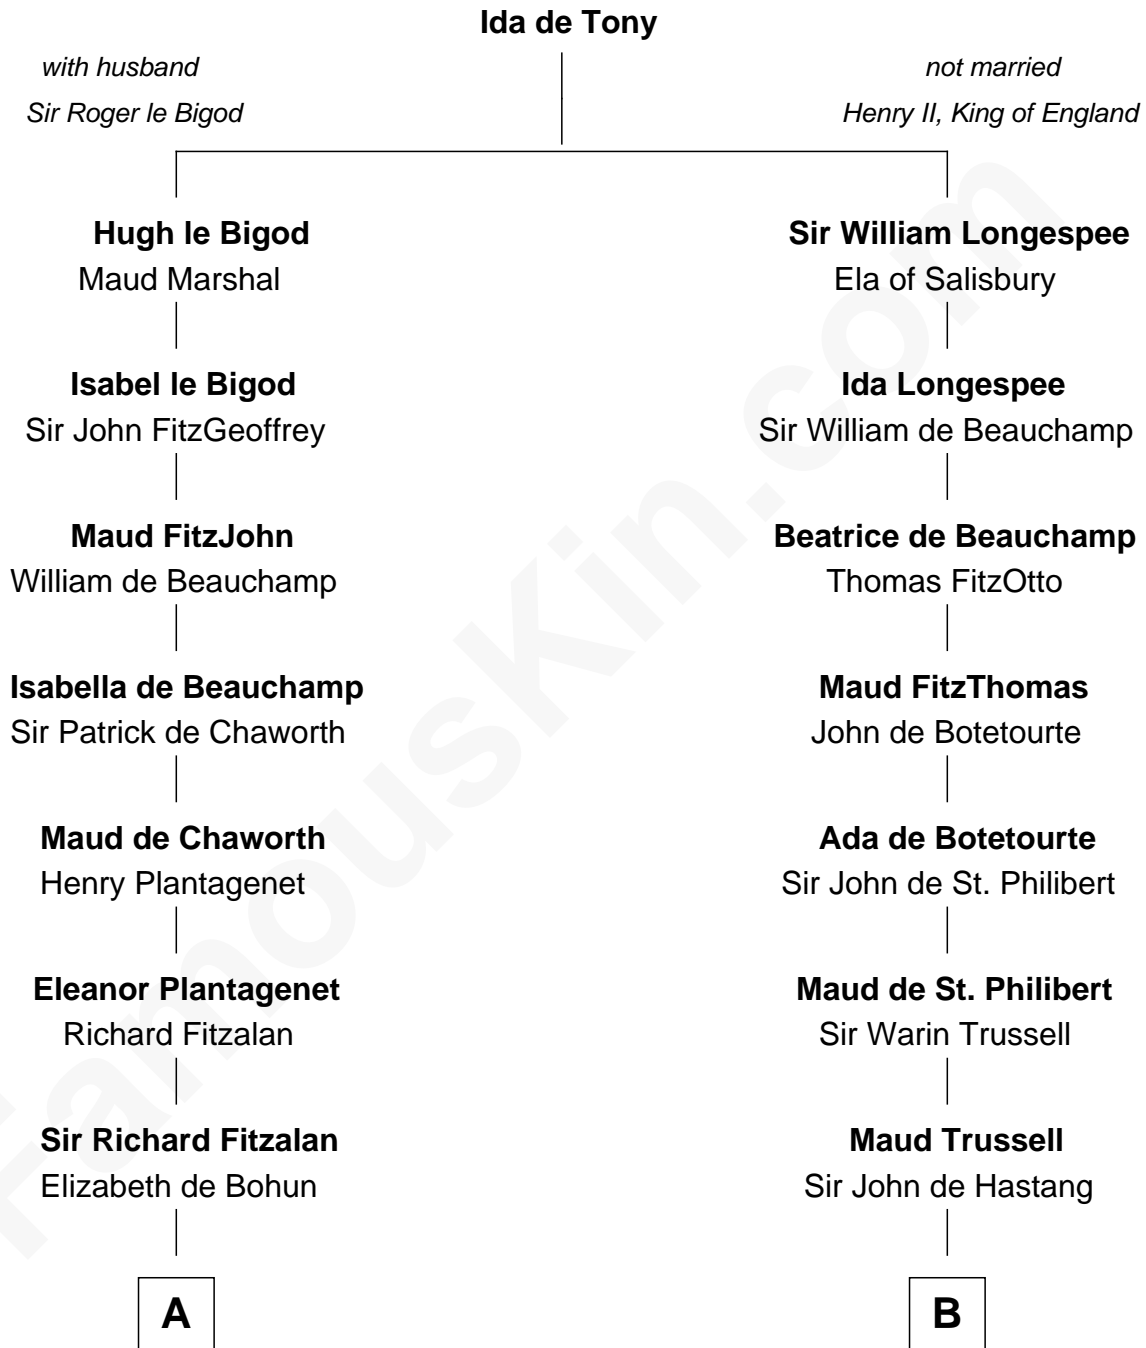 Ida de Tony
with husband
Sir Roger le Bigod
not married
Henry II, King of England
Hugh le Bigod
Maud Marshal
Sir William Longespee
Ela of Salisbury
Isabel le Bigod
Sir John FitzGeoffrey
Ida Longespee
Sir William de Beauchamp
Maud FitzJohn
William de Beauchamp
Beatrice de Beauchamp
Thomas FitzOtto
Isabella de Beauchamp
Sir Patrick de Chaworth
Maud FitzThomas
John de Botetourte
Maud de Chaworth
Henry Plantagenet
Ada de Botetourte
Sir John de St. Philibert
Eleanor Plantagenet
Richard Fitzalan
Maud de St. Philibert
Sir Warin Trussell
Sir Richard Fitzalan
Elizabeth de Bohun
Maud Trussell
Sir John de Hastang
A
B
FamousKin.com